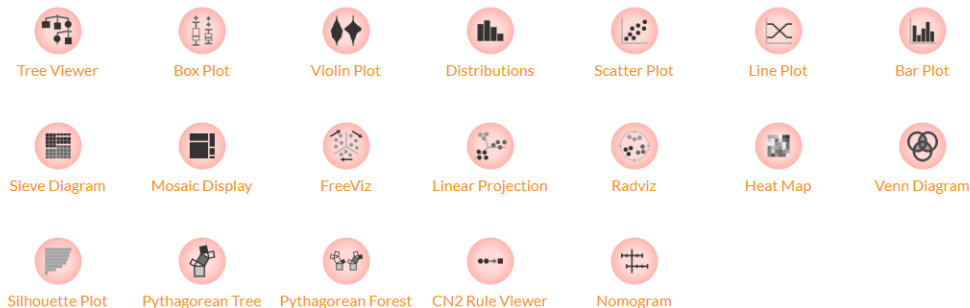 Tree Viewer
Box Plot
Violin Plot
Distributions
Scatter Plot
Line Plot
Bar Plot
Sieve Diagram
Mosaic Display
FreeViz
Linear Projection
Radviz
Heat Map
Venn Diagram
Silhouette Plot
Pythagorean Tree
Pythagorean Forest
CN2 Rule Viewer
Nomogram